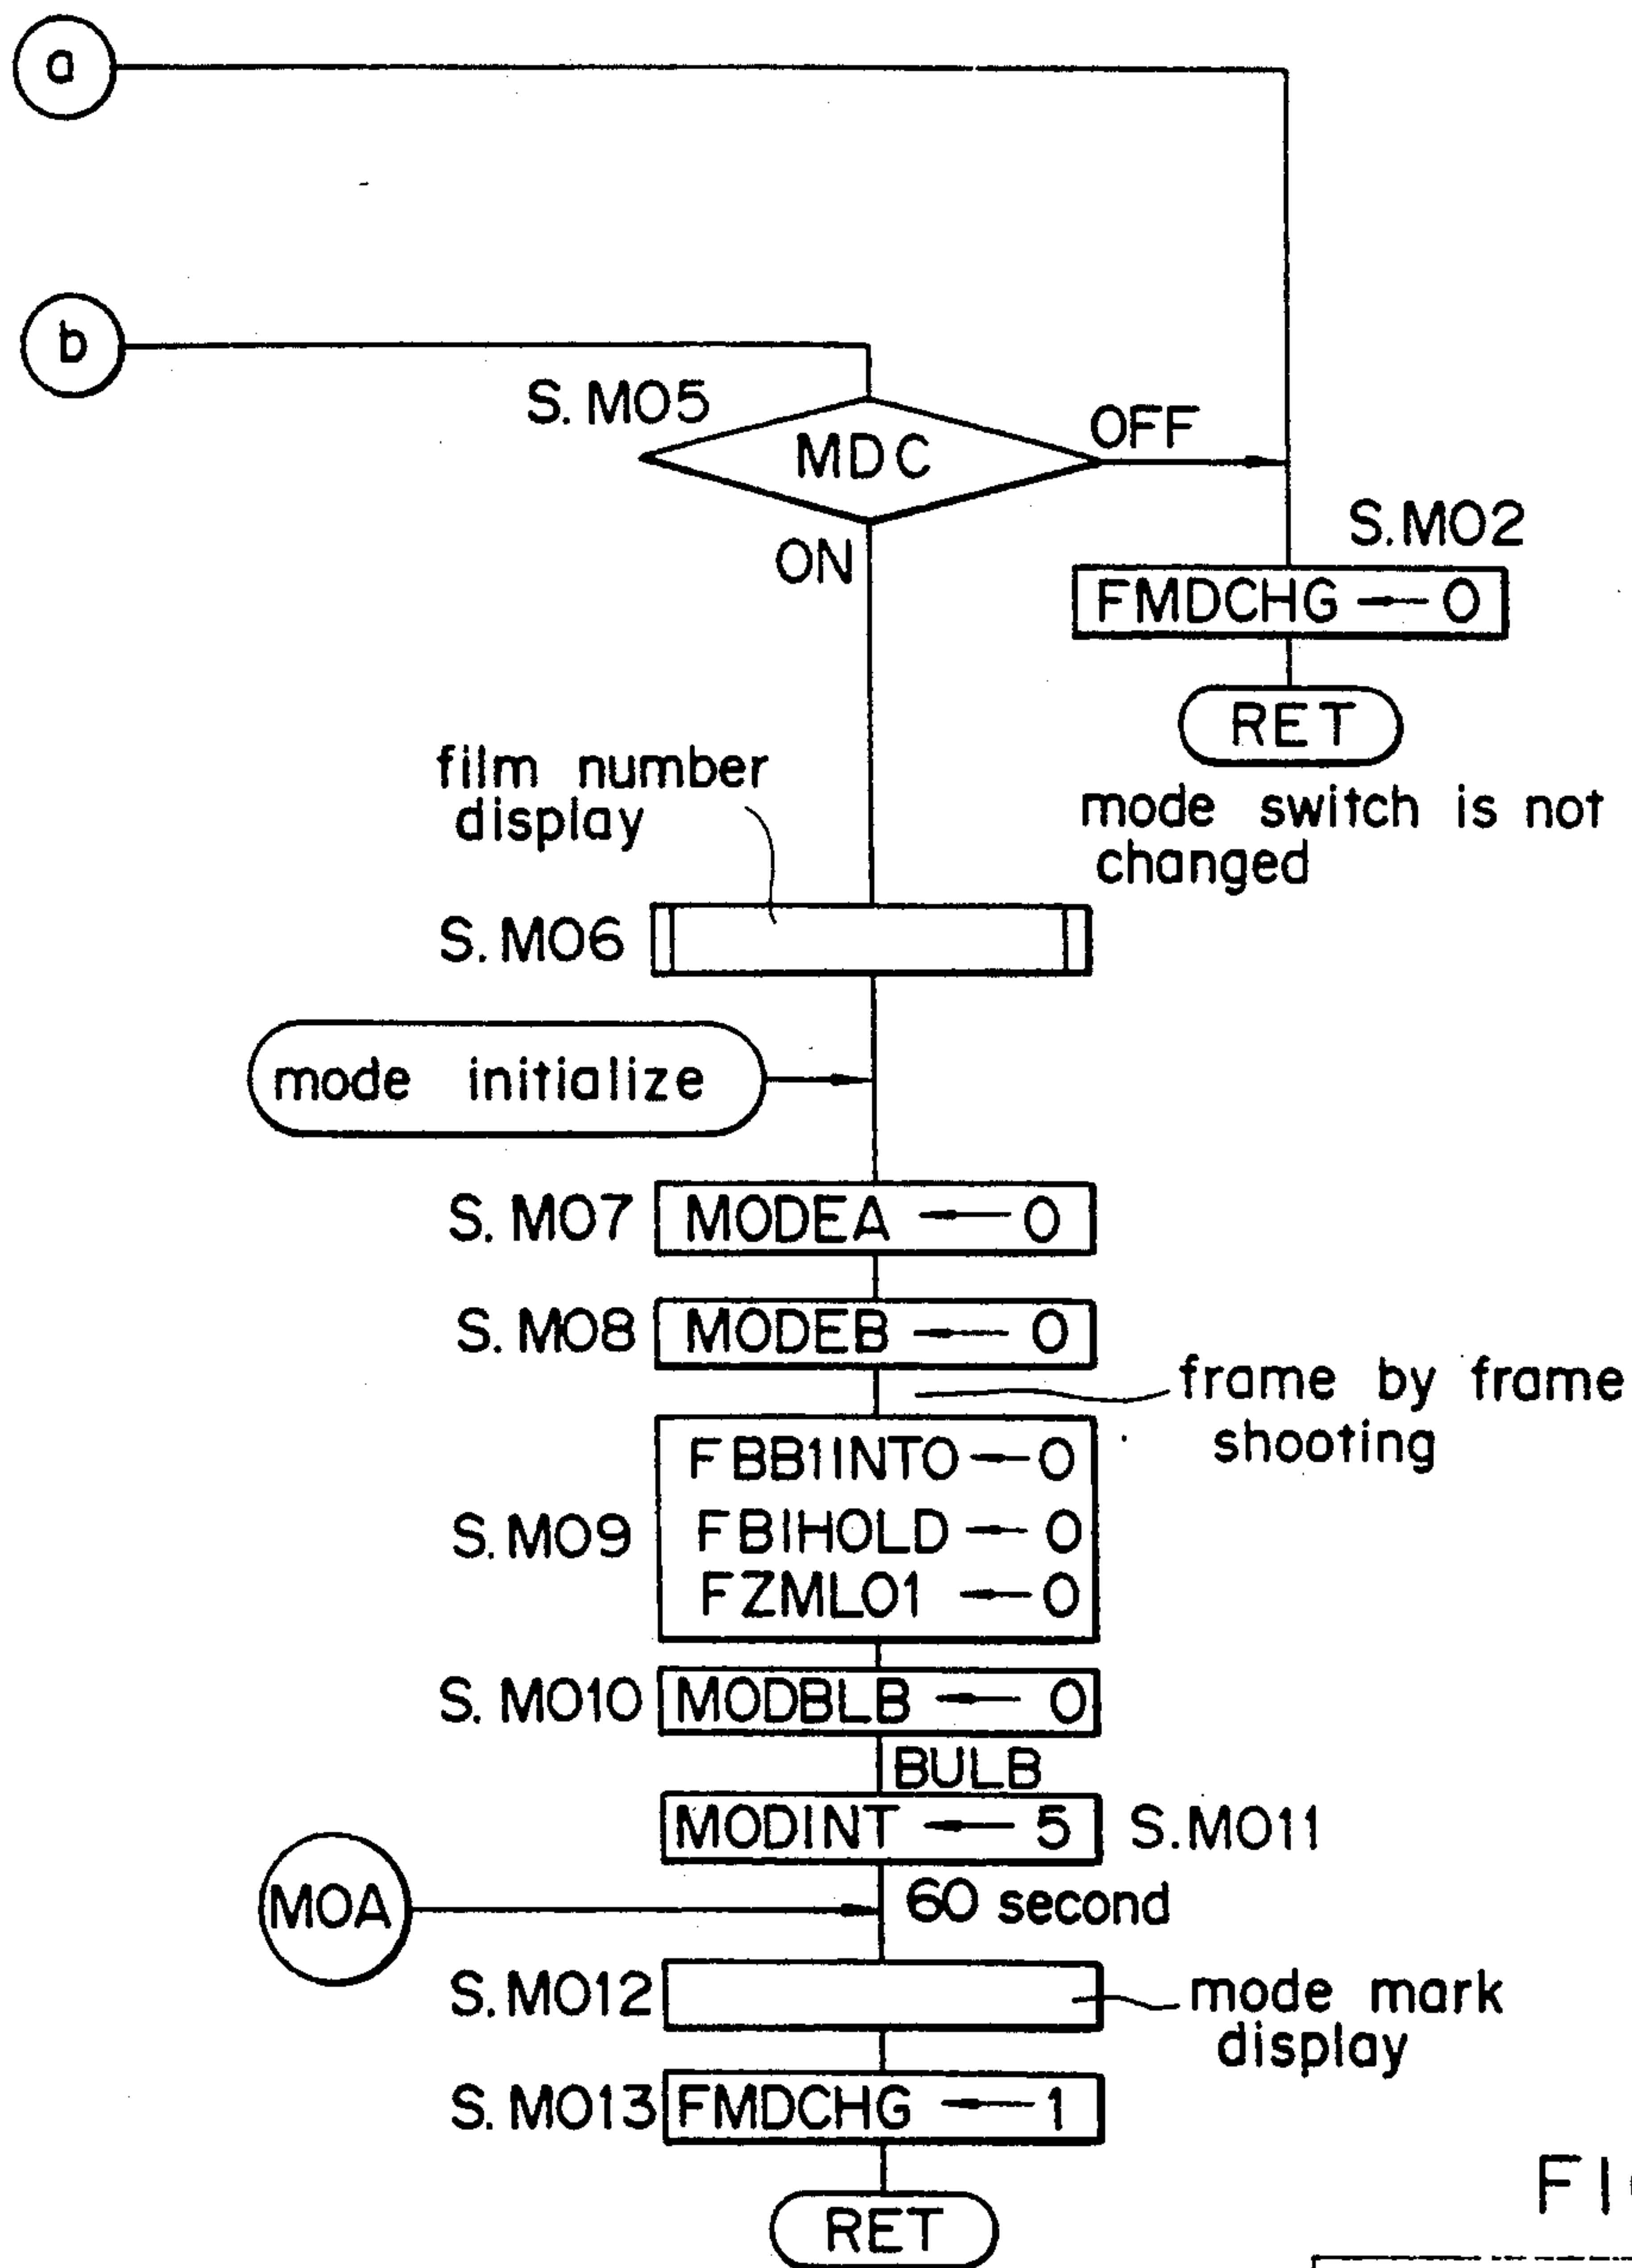 a
b
S. M05
MDC
OFF
ON
S.M02
FMDCHG ← 0
RET
mode switch is not
changed
film number
display
S. M06
mode initialize
S. M07
MODEA ← 0
S. M08
MODEB ← 0
frame by frame
shooting
S. M09
FBB1INTO ← 0
FBIHOLD ← 0
FZMLO1 ← 0
S. M010
MODBLB ← 0
BULB
MODINT ← 5
S.M011
MOA
60 second
S. M012
mode mark
display
S. M013
FMDCHG ← 1
RET